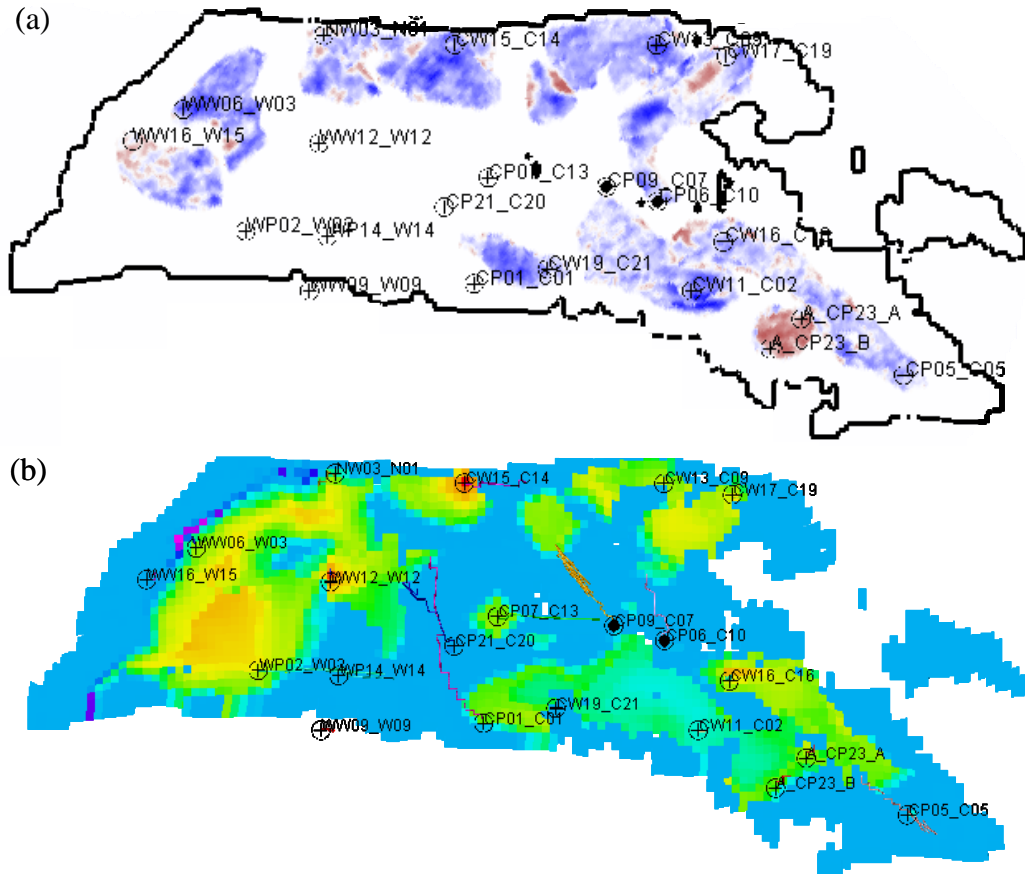 (a)
NW03_N01
CW15_C14
CW13_C09
CW17_C19
WW06_W03
WW16_W15
WW12_W12
CP07_C13
CP09_C07
CP06_C10
CP21_C20
WP02_W02
WP14_W14
CW16_C16
CW19_C21
CP01_C01
WW09_W09
CW11_C02
A_CP23_A
A_CP23_B
CP05_C05
(b)
NW03_N01
CW15_C14
CW13_C09
CW17_C19
WW06_W03
WW16_W15
WW12_W12
CP07_C13
CP09_C07
CP06_C10
CP21_C20
WP02_W02
WP14_W14
CW16_C16
CW19_C21
CP01_C01
WW09_W09
CW11_C02
A_CP23_A
A_CP23_B
CP05_C05